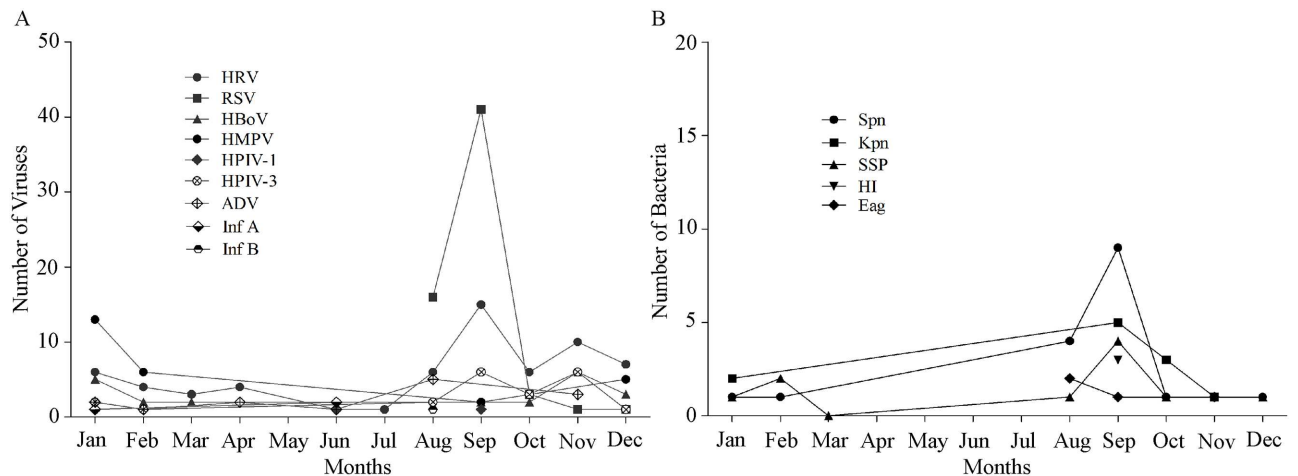 A
Number of Viruses
50
40
30
20
10
0
HRV
RSV
HBoV
HMPV
HPIV-1
HPIV-3
ADV
Inf A
Inf B
Jan Feb Mar Apr May Jun Jul Aug Sep Oct Nov Dec
Months
B
Number of Bacteria
20
15
10
5
0
Spn
Kpn
SSP
HI
Eag
Jan Feb Mar Apr May Jun Jul Aug Sep Oct Nov Dec
Months